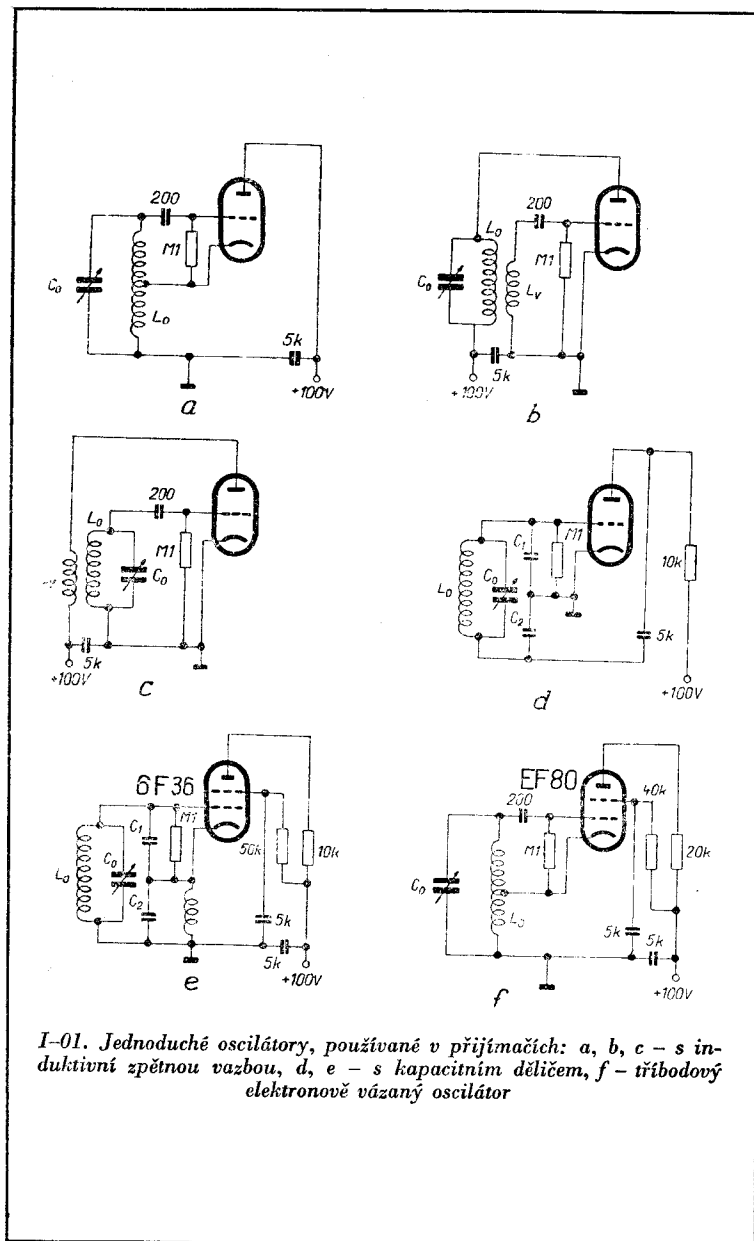 200
M1
C₀
L₀
5k
+100V
a
200
L₀
M1
C₀
Lᵥ
5k
+100V
b
200
L₀
M1
C₀
5k
+100V
c
M1
C₁
10k
L₀
C₀
C₂
5k
+100V
d
6F36
M1
C₁
50k
10k
L₀
C₀
C₂
5k
5k
+100V
e
EF80
40k
200
M1
20k
C₀
5k
5k
+100V
f
I–01. Jednoduché oscilátory, používané v přijímačích: a, b, c – s in-
duktivní zpětnou vazbou, d, e – s kapacitním děličem, f – tříbodový
elektronově vázaný oscilátor